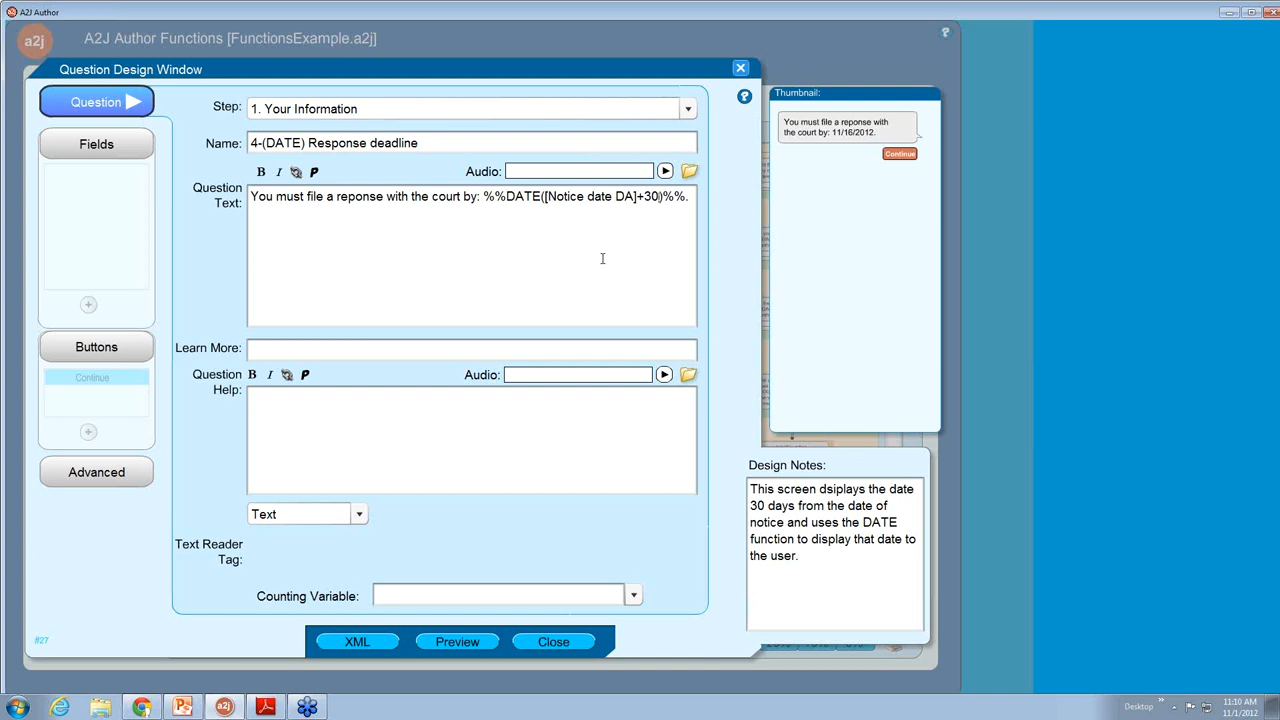 A2J Author
a2j
A2J Author Functions [FunctionsExample.a2j]
?
Question Design Window
Question
Step:
1. Your Information
?
Thumbnail:
You must file a reponse with
the court by: 11/16/2012.
Continue
Fields
Name:
4-(DATE) Response deadline
B I P
Audio:
Question
Text:
You must file a reponse with the court by: %%DATE([Notice date DA]+30)%%.
Buttons
Continue
Learn More:
Question
Help:
B I P
Audio:
Advanced
Design Notes:
This screen dsiplays the date
30 days from the date of
notice and uses the DATE
function to display that date to
the user.
Text
Text Reader
Tag:
Counting Variable:
#27
XML
Preview
Close
a2j
Desktop
11:10 AM
11/1/2012